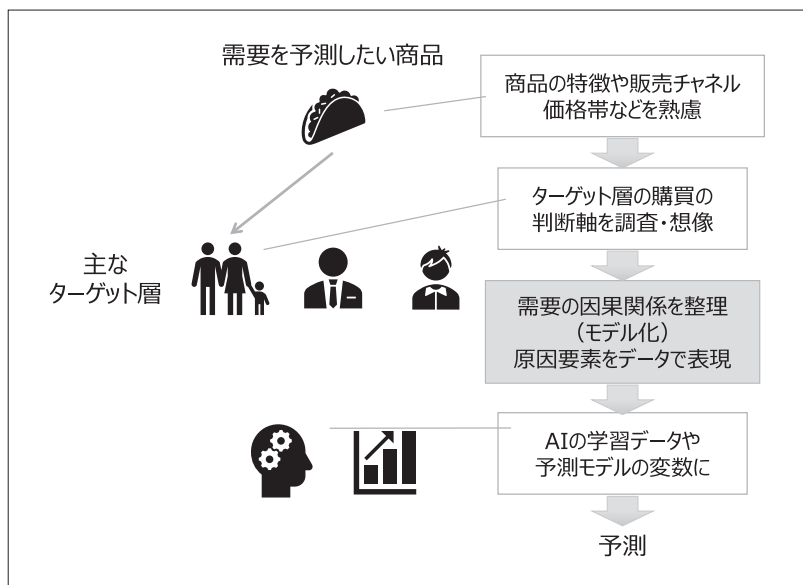 需要を予測したい商品
商品の特徴や販売チャネル
価格帯などを熟慮
ターゲット層の購買の
判断軸を調査・想像
主な
ターゲット層
需要の因果関係を整理
（モデル化）
原因要素をデータで表現
AIの学習データや
予測モデルの変数に
予測